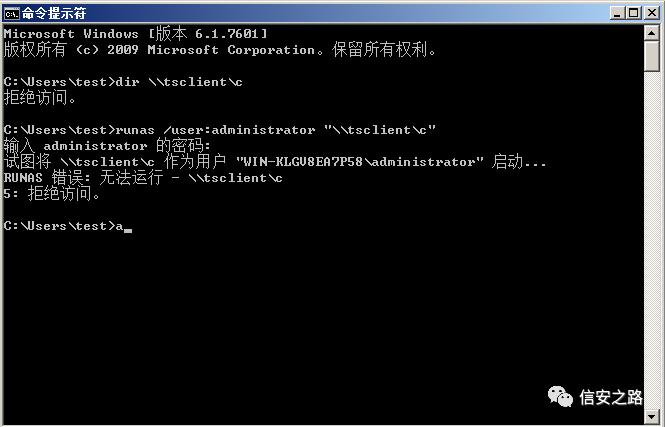 命令提示符
Microsoft Windows [版本 6.1.7601]
版权所有 (c) 2009 Microsoft Corporation。保留所有权利。
C:\Users\test>dir \\tsclient\c
拒绝访问。
C:\Users\test>runas /user:administrator "\\tsclient\c"
输入 administrator 的密码:
试图将 \\tsclient\c 作为用户 "WIN-KLGV8EA7P58\administrator" 启动...
RUNAS 错误: 无法运行 - \\tsclient\c
5: 拒绝访问。
C:\Users\test>a
信安之路